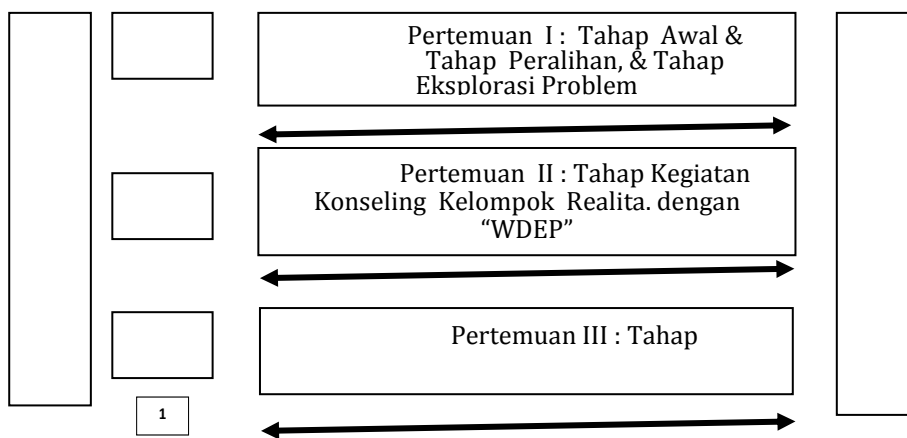 Pertemuan I : Tahap Awal &
Tahap Peralihan, & Tahap
Eksplorasi Problem
Pertemuan II : Tahap Kegiatan
Konseling Kelompok Realita. dengan
“WDEP”
Pertemuan III : Tahap
1